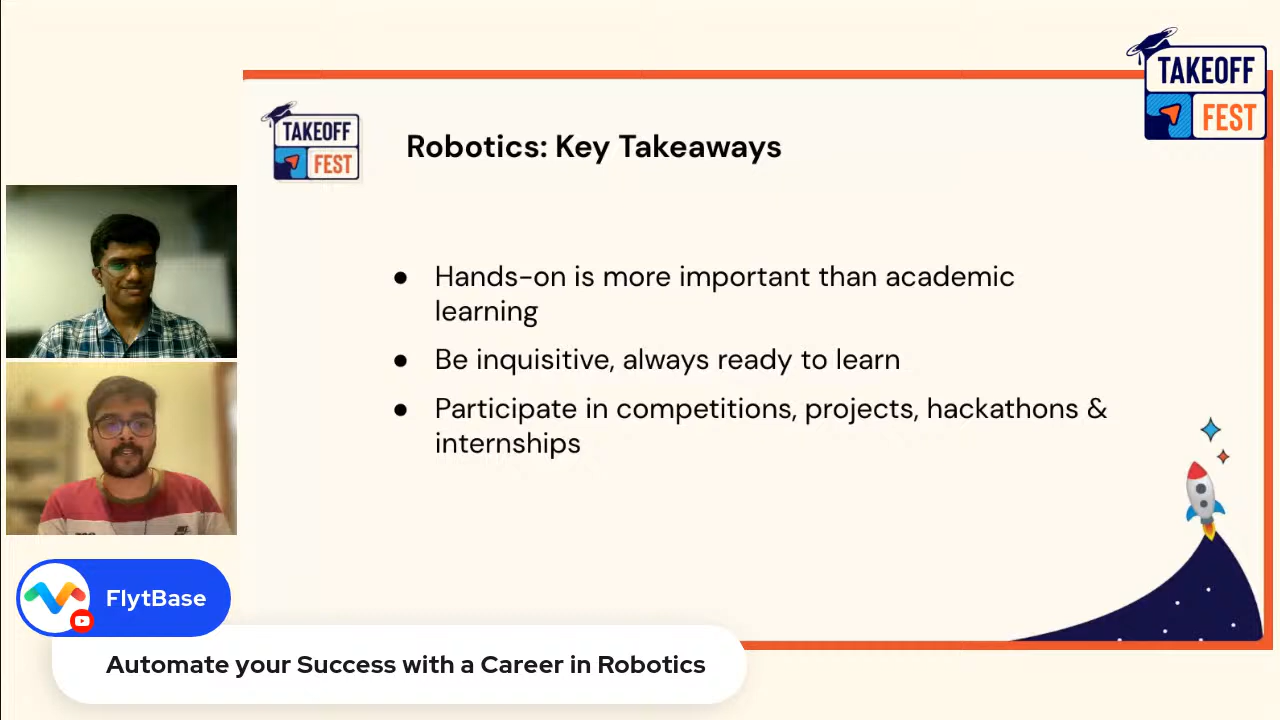 TAKEOFF
FEST
TAKEOFF
FEST
Robotics: Key Takeaways
● Hands-on is more important than academic
learning
● Be inquisitive, always ready to learn
● Participate in competitions, projects, hackathons &
internships
FlytBase
Automate your Success with a Career in Robotics